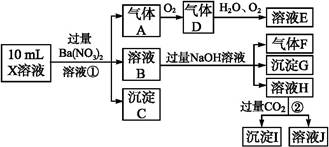 10 mL
X溶液
过量
Ba(NO₃)₂
溶液①
气体
A
O₂
气体
D
H₂O、O₂
溶液E
溶液
B
过量NaOH溶液
气体F
沉淀G
溶液H
沉淀
C
过量CO₂
②
沉淀I
溶液J